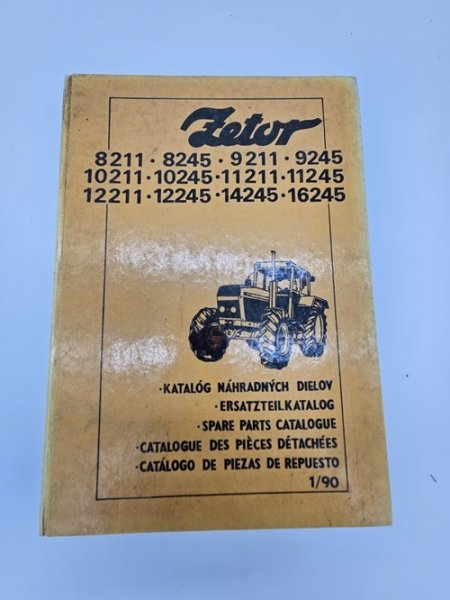 Zetor
8211 · 8245 · 9211 · 9245
10211 · 10245 · 11211 · 11245
12211 · 12245 · 14245 · 16245
· KATALÓG NÁHRADNÝCH DIELOV
· ERSATZTEILKATALOG
· SPARE PARTS CATALOGUE
· CATALOGUE DES PIÈCES DÉTACHÉES
· CATÁLOGO DE PIEZAS DE REPUESTO
1/90